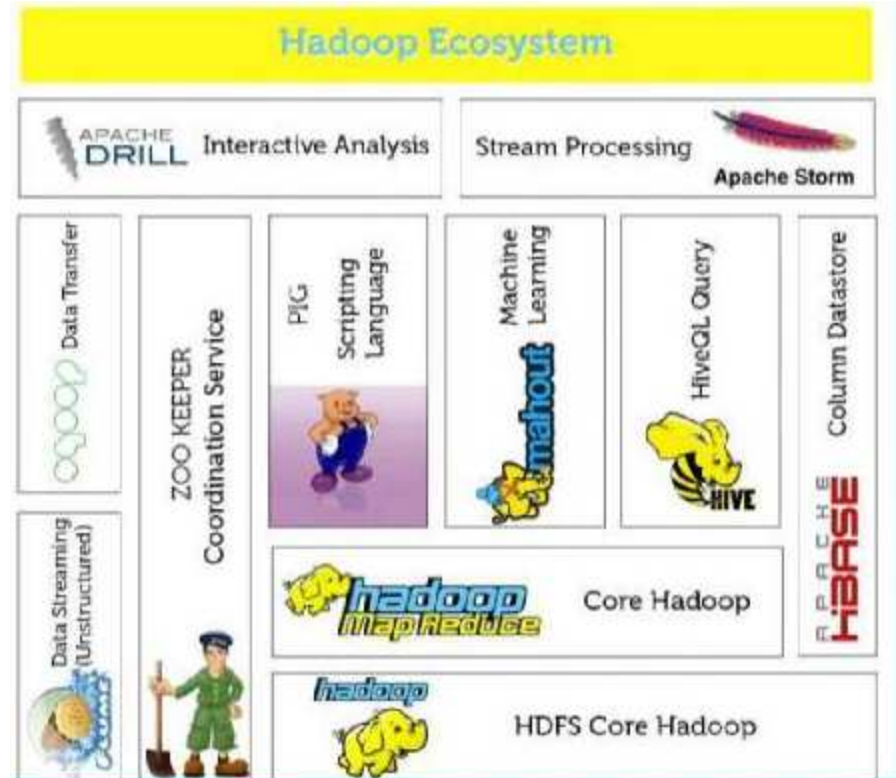 Hadoop Ecosystem
APACHE
DRILL
Interactive Analysis
Stream Processing
Apache Storm
sqoop
Data Transfer
ZOO KEEPER
Coordination Service
PIG
Scripting
Language
Machine
Learning
mahout
HiveQL Query
HIVE
Column Datastore
APACHE
HBASE
Data Streaming
(Unstructured)
flume
hadoop
Map Reduce
Core Hadoop
hadoop
HDFS Core Hadoop